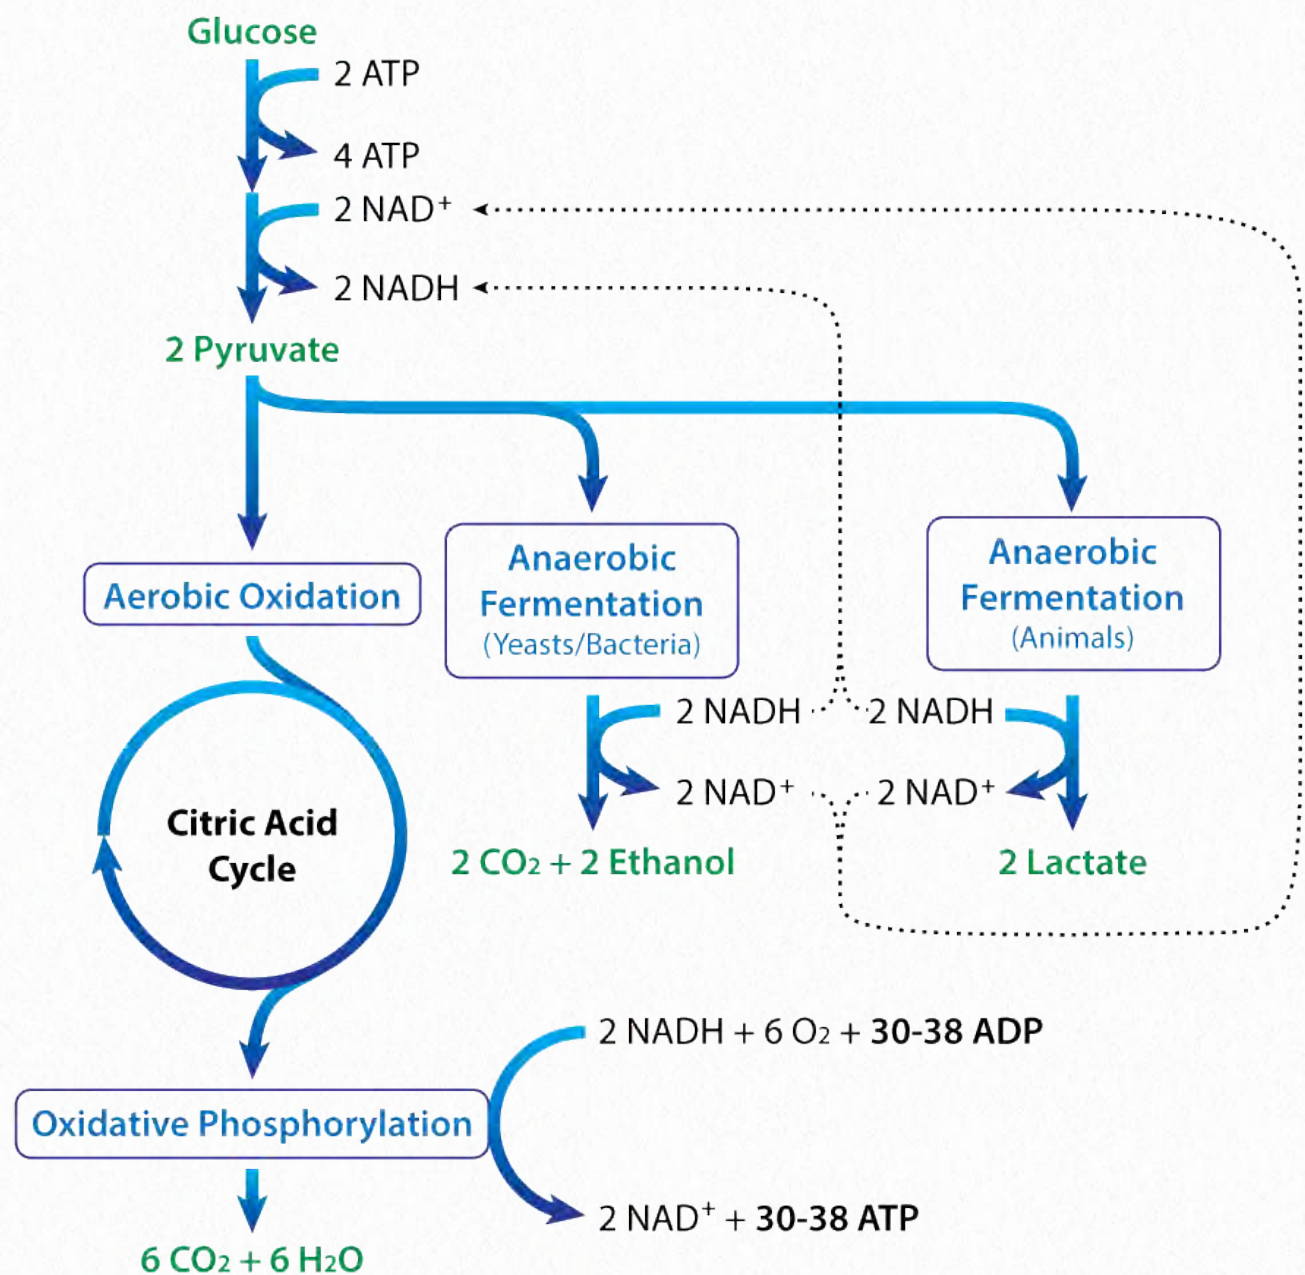 Glucose
2 ATP
4 ATP
2 NAD⁺
2 NADH
2 Pyruvate
Aerobic Oxidation
Anaerobic
Fermentation
(Yeasts/Bacteria)
Anaerobic
Fermentation
(Animals)
2 NADH
2 NADH
2 NAD⁺
2 NAD⁺
Citric Acid
Cycle
2 CO₂ + 2 Ethanol
2 Lactate
2 NADH + 6 O₂ + 30-38 ADP
Oxidative Phosphorylation
2 NAD⁺ + 30-38 ATP
6 CO₂ + 6 H₂O